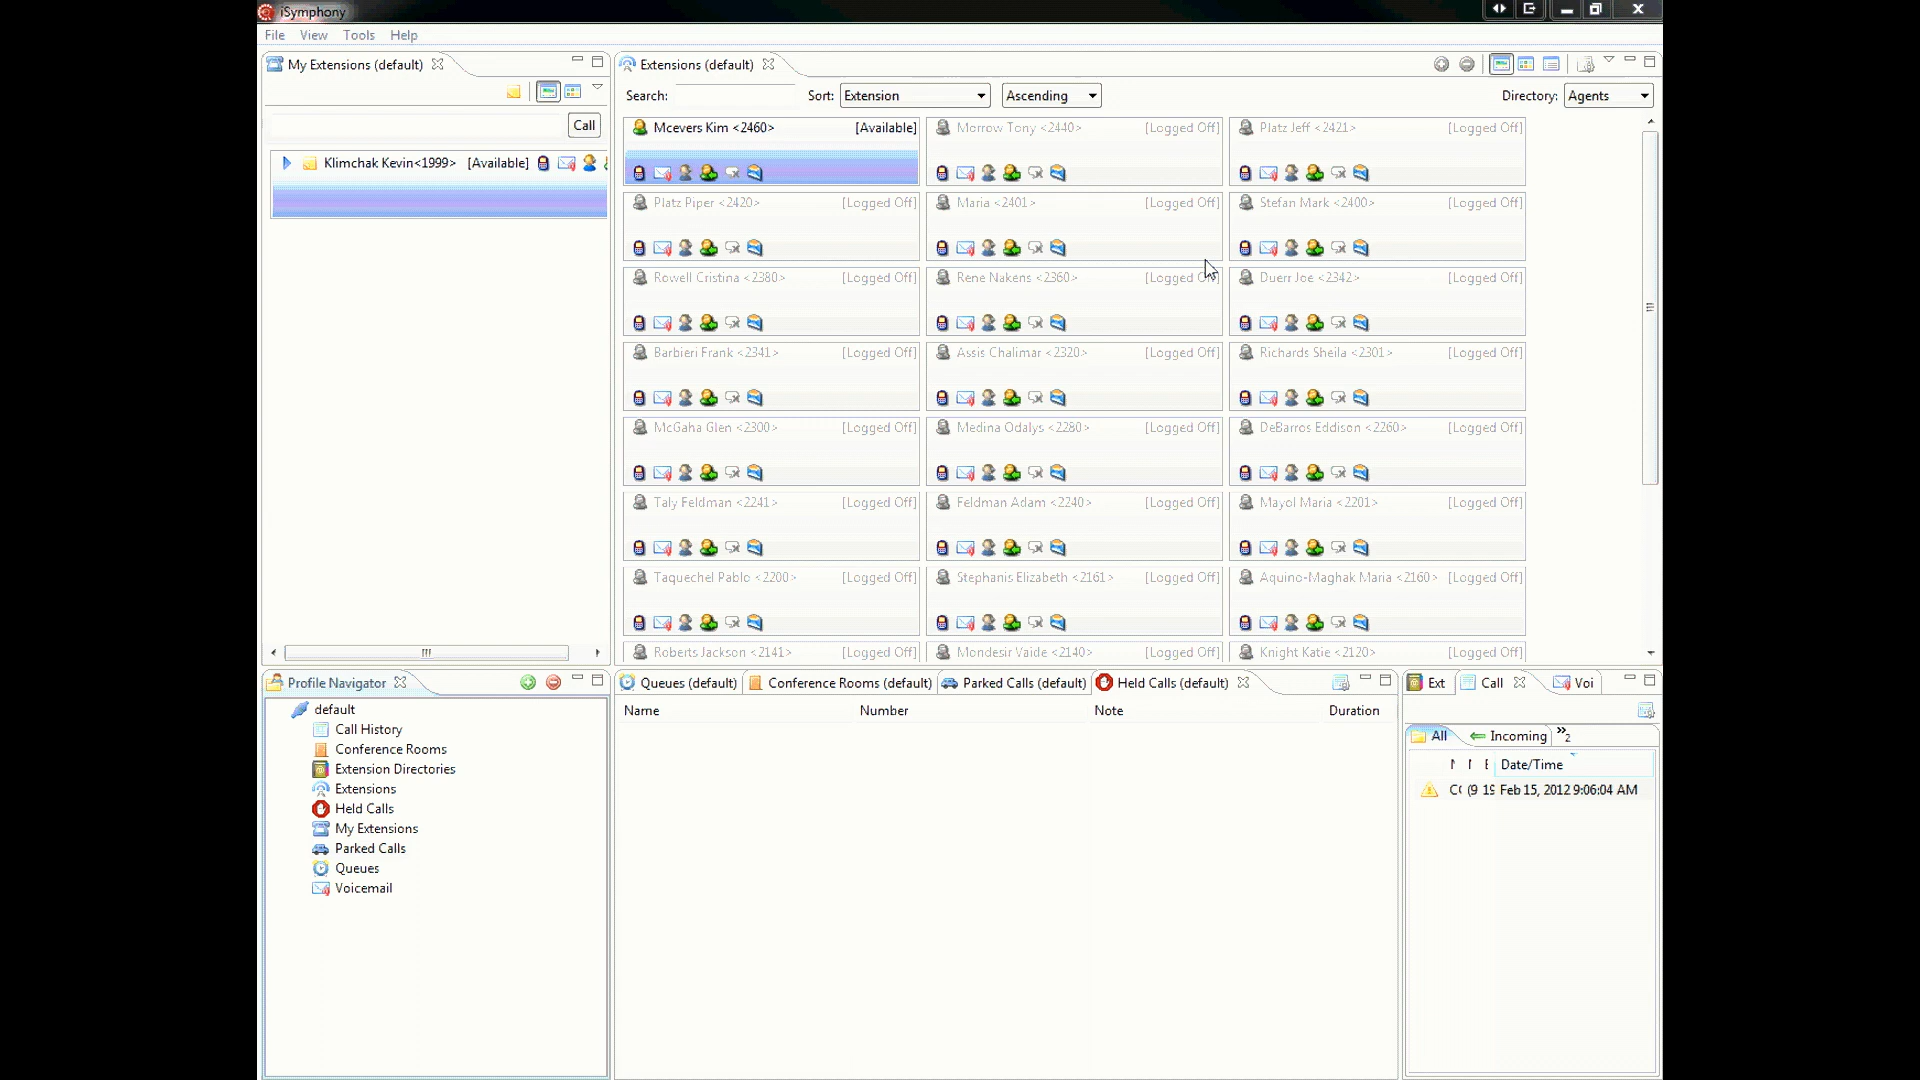 iSymphony
File View Tools Help
My Extensions (default)
Call
Klimchak Kevin<1999> [Available]
Extensions (default)
Search: Sort: Extension Ascending Directory: Agents
Mcevers Kim <2460> [Available] Morrow Tony <2440> [Logged Off] Platz Jeff <2421> [Logged Off]
Platz Piper <2420> [Logged Off] Maria <2401> [Logged Off] Stefan Mark <2400> [Logged Off]
Rowell Cristina <2380> [Logged Off] Rene Nakens <2360> [Logged Off] Duerr Joe <2342> [Logged Off]
Barbieri Frank <2341> [Logged Off] Assis Chalimar <2320> [Logged Off] Richards Sheila <2301> [Logged Off]
McGaha Glen <2300> [Logged Off] Medina Odalys <2280> [Logged Off] DeBarros Eddison <2260> [Logged Off]
Taly Feldman <2241> [Logged Off] Feldman Adam <2240> [Logged Off] Mayol Maria <2201> [Logged Off]
Taquechel Pablo <2200> [Logged Off] Stephanis Elizabeth <2161> [Logged Off] Aquino-Maghak Maria <2160> [Logged Off]
Roberts Jackson <2141> [Logged Off] Mondesir Vaide <2140> [Logged Off] Knight Katie <2120> [Logged Off]
Profile Navigator
default
Call History
Conference Rooms
Extension Directories
Extensions
Held Calls
My Extensions
Parked Calls
Queues
Voicemail
Queues (default) Conference Rooms (default) Parked Calls (default) Held Calls (default)
Name Number Note Duration
Ext Call Voi
All Incoming »2
Date/Time
(9 19 Feb 15, 2012 9:06:04 AM